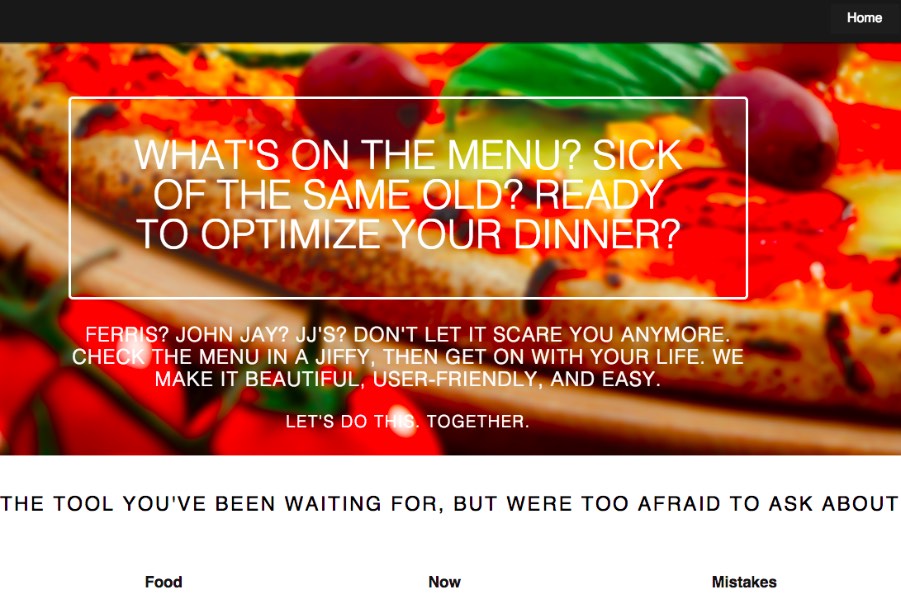 Home
WHAT'S ON THE MENU? SICK
OF THE SAME OLD? READY
TO OPTIMIZE YOUR DINNER?
FERRIS? JOHN JAY? JJ'S? DON'T LET IT SCARE YOU ANYMORE.
CHECK THE MENU IN A JIFFY, THEN GET ON WITH YOUR LIFE. WE
MAKE IT BEAUTIFUL, USER-FRIENDLY, AND EASY.
LET'S DO THIS. TOGETHER.
THE TOOL YOU'VE BEEN WAITING FOR, BUT WERE TOO AFRAID TO ASK ABOUT
Food Now Mistakes